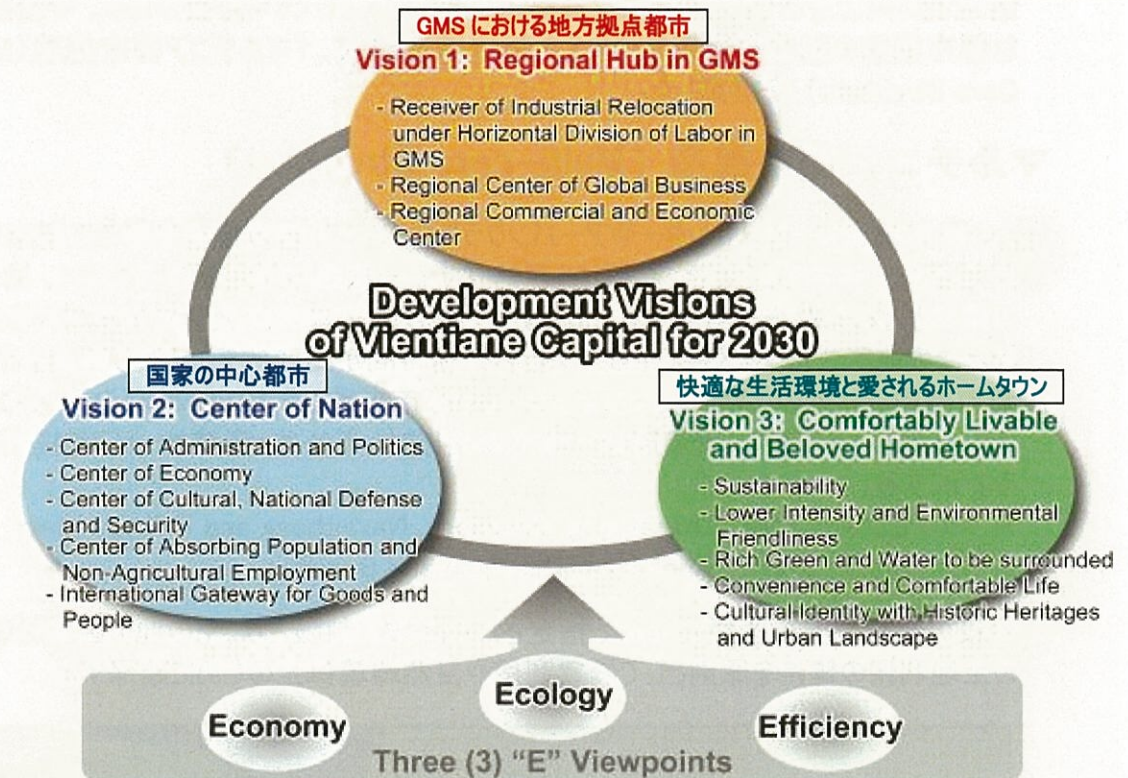 GMS における地方拠点都市
Vision 1: Regional Hub in GMS
- Receiver of Industrial Relocation
under Horizontal Division of Labor in
GMS
- Regional Center of Global Business
- Regional Commercial and Economic
Center
Development Visions
of Vientiane Capital for 2030
国家の中心都市
Vision 2: Center of Nation
- Center of Administration and Politics
- Center of Economy
- Center of Cultural, National Defense
and Security
- Center of Absorbing Population and
Non-Agricultural Employment
- International Gateway for Goods and
People
快適な生活環境と愛されるホームタウン
Vision 3: Comfortably Livable
and Beloved Hometown
- Sustainability
- Lower Intensity and Environmental
Friendliness
- Rich Green and Water to be surrounded
- Convenience and Comfortable Life
- Cultural Identity with Historic Heritages
and Urban Landscape
Economy
Ecology
Efficiency
Three (3) “E” Viewpoints